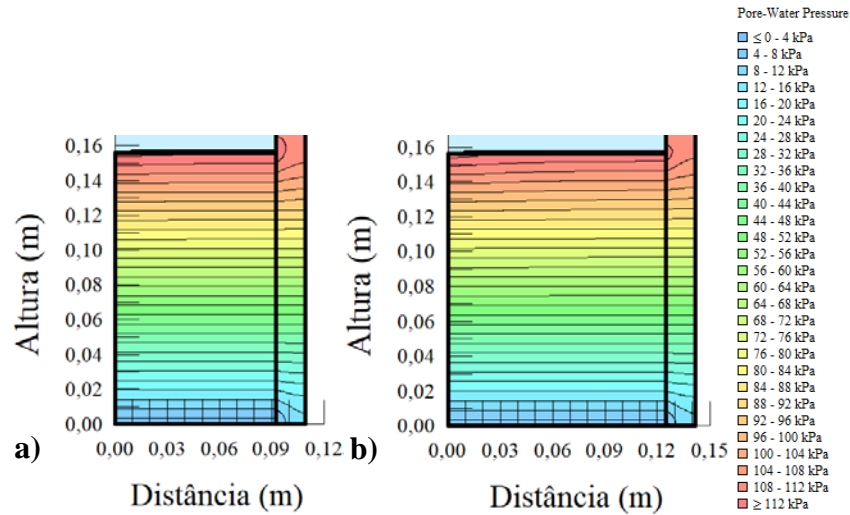 Pore-Water Pressure
≤ 0 - 4 kPa
4 - 8 kPa
8 - 12 kPa
12 - 16 kPa
16 - 20 kPa
20 - 24 kPa
24 - 28 kPa
28 - 32 kPa
32 - 36 kPa
36 - 40 kPa
40 - 44 kPa
44 - 48 kPa
48 - 52 kPa
52 - 56 kPa
56 - 60 kPa
60 - 64 kPa
64 - 68 kPa
68 - 72 kPa
72 - 76 kPa
76 - 80 kPa
80 - 84 kPa
84 - 88 kPa
88 - 92 kPa
92 - 96 kPa
96 - 100 kPa
100 - 104 kPa
104 - 108 kPa
108 - 112 kPa
≥ 112 kPa
a)
Altura (m)
0,16
0,14
0,12
0,10
0,08
0,06
0,04
0,02
0,00
0,00 0,03 0,06 0,09 0,12
Distância (m)
b)
Altura (m)
0,16
0,14
0,12
0,10
0,08
0,06
0,04
0,02
0,00
0,00 0,03 0,06 0,09 0,12 0,15
Distância (m)